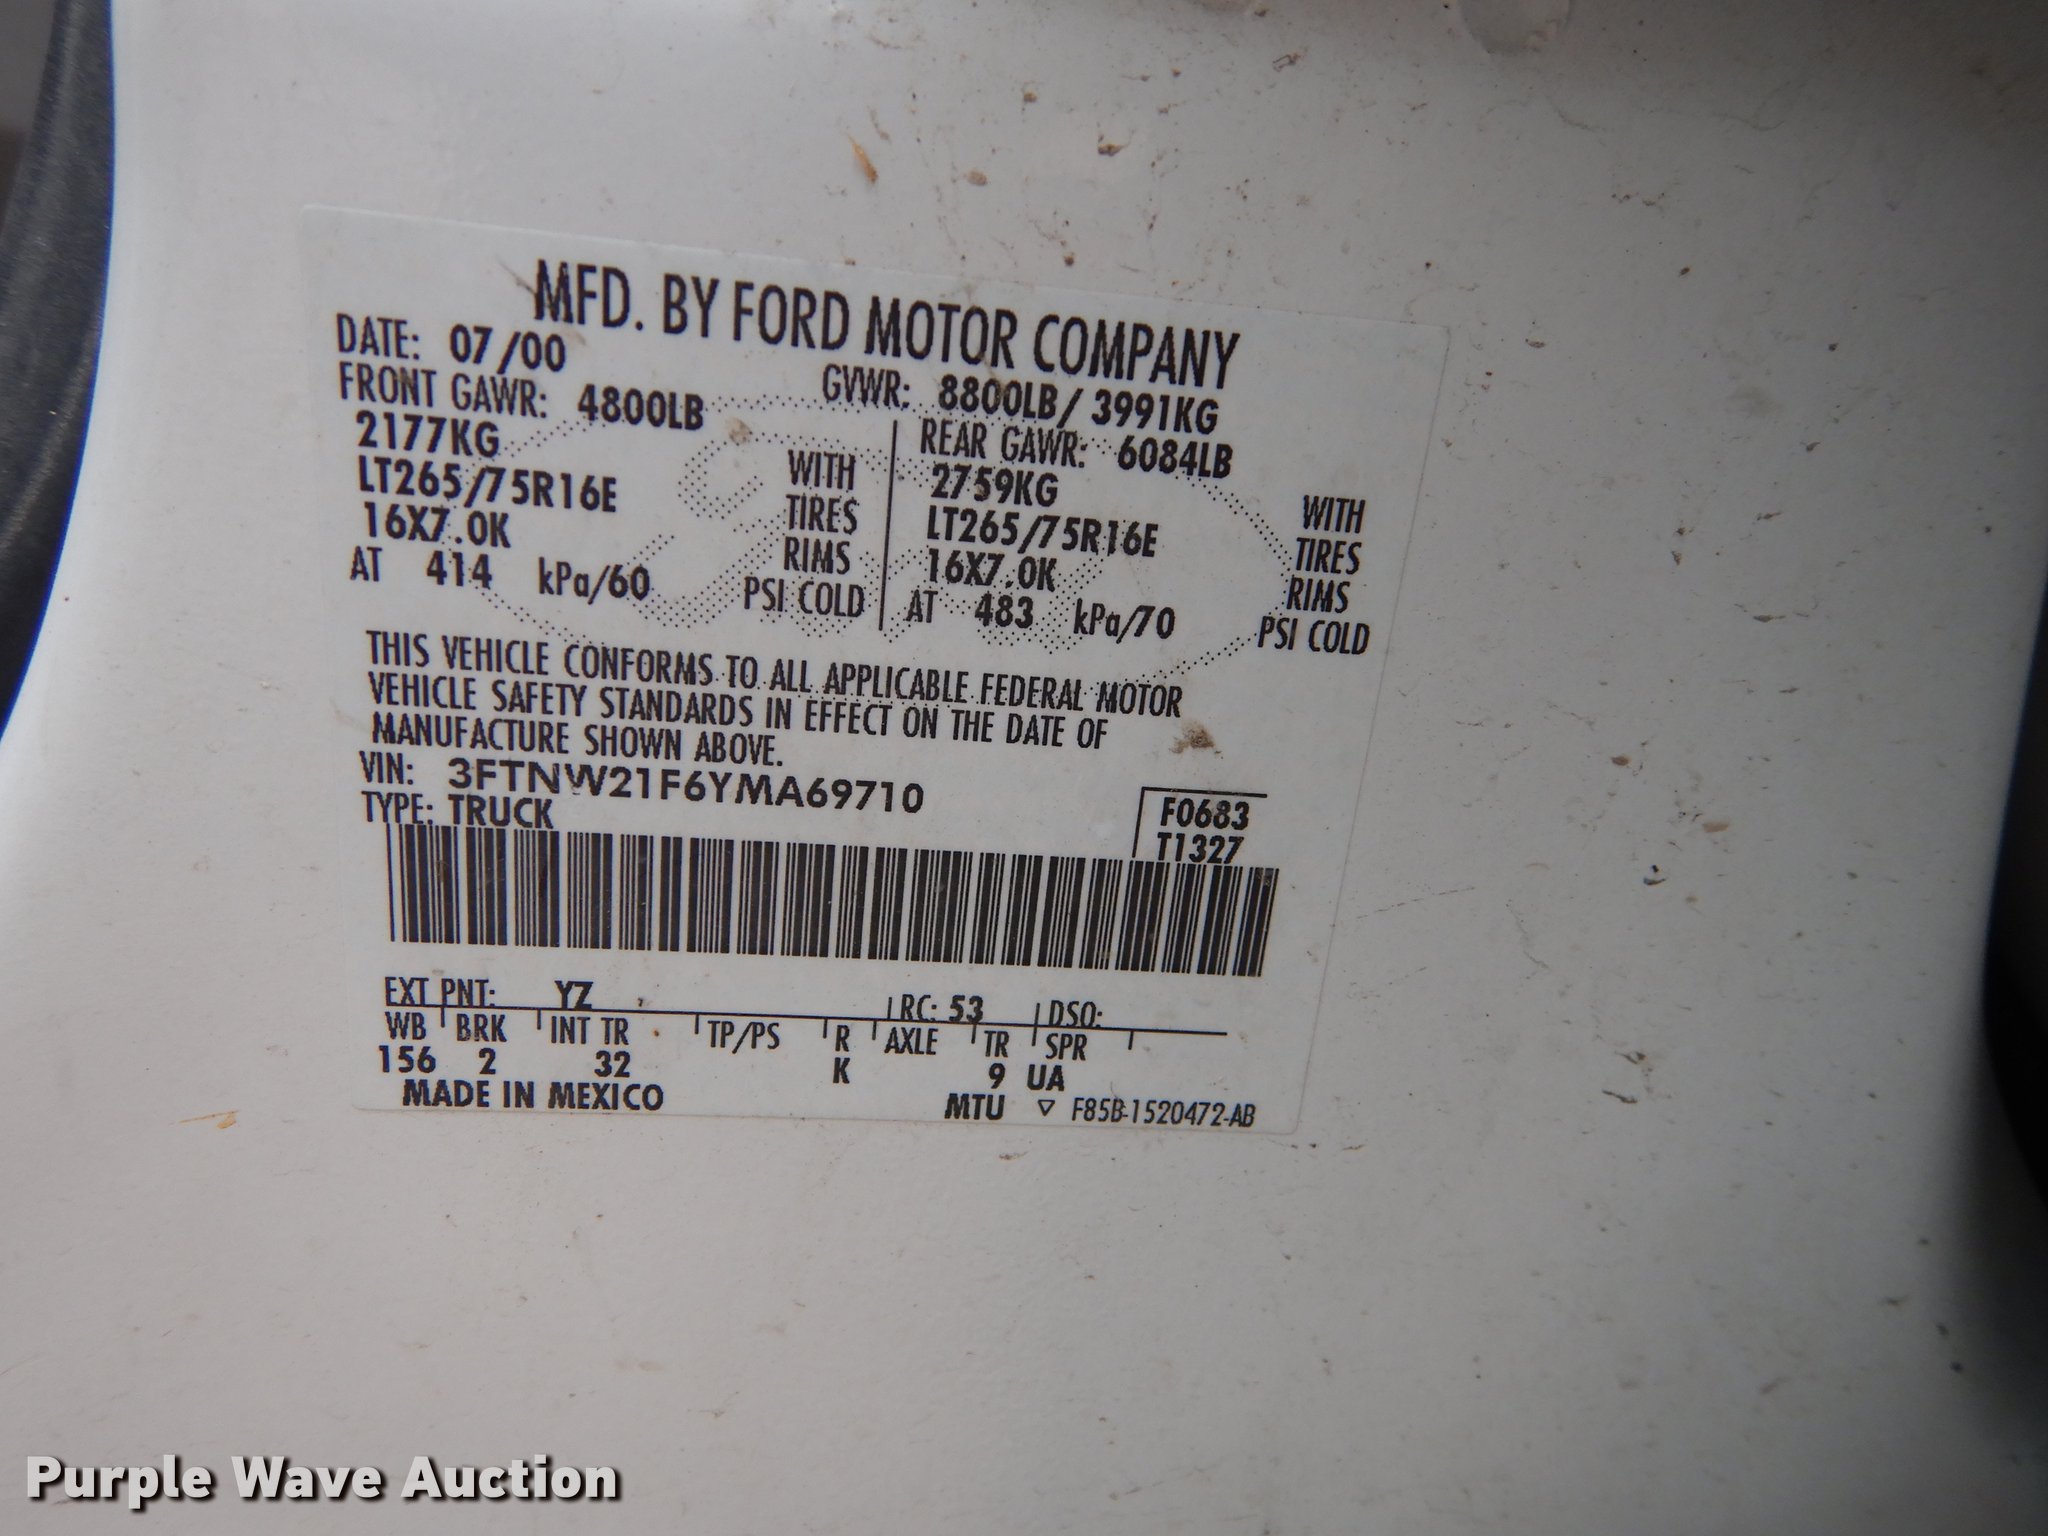 MFD. BY FORD MOTOR COMPANY
DATE: 07/00 GVWR: 8800LB/ 3991KG
FRONT GAWR: 4800LB REAR GAWR: 6084LB
2177KG WITH 2759KG WITH
LT265/75R16E TIRES LT265/75R16E TIRES
16X7.0K RIMS 16X7.0K RIMS
AT 414 kPa/60 PSI COLD AT 483 kPa/70 PSI COLD
THIS VEHICLE CONFORMS TO ALL APPLICABLE FEDERAL MOTOR
VEHICLE SAFETY STANDARDS IN EFFECT ON THE DATE OF
MANUFACTURE SHOWN ABOVE.
VIN: 3FTNW21F6YMA69710 F0683
TYPE: TRUCK T1327
EXT PNT: YZ RC: 53 DSO:
WB BRK INT TR TP/PS R AXLE TR SPR
156 2 32 K 9 UA
MADE IN MEXICO MTU ▽ F85B-1520472-AB
Purple Wave Auction